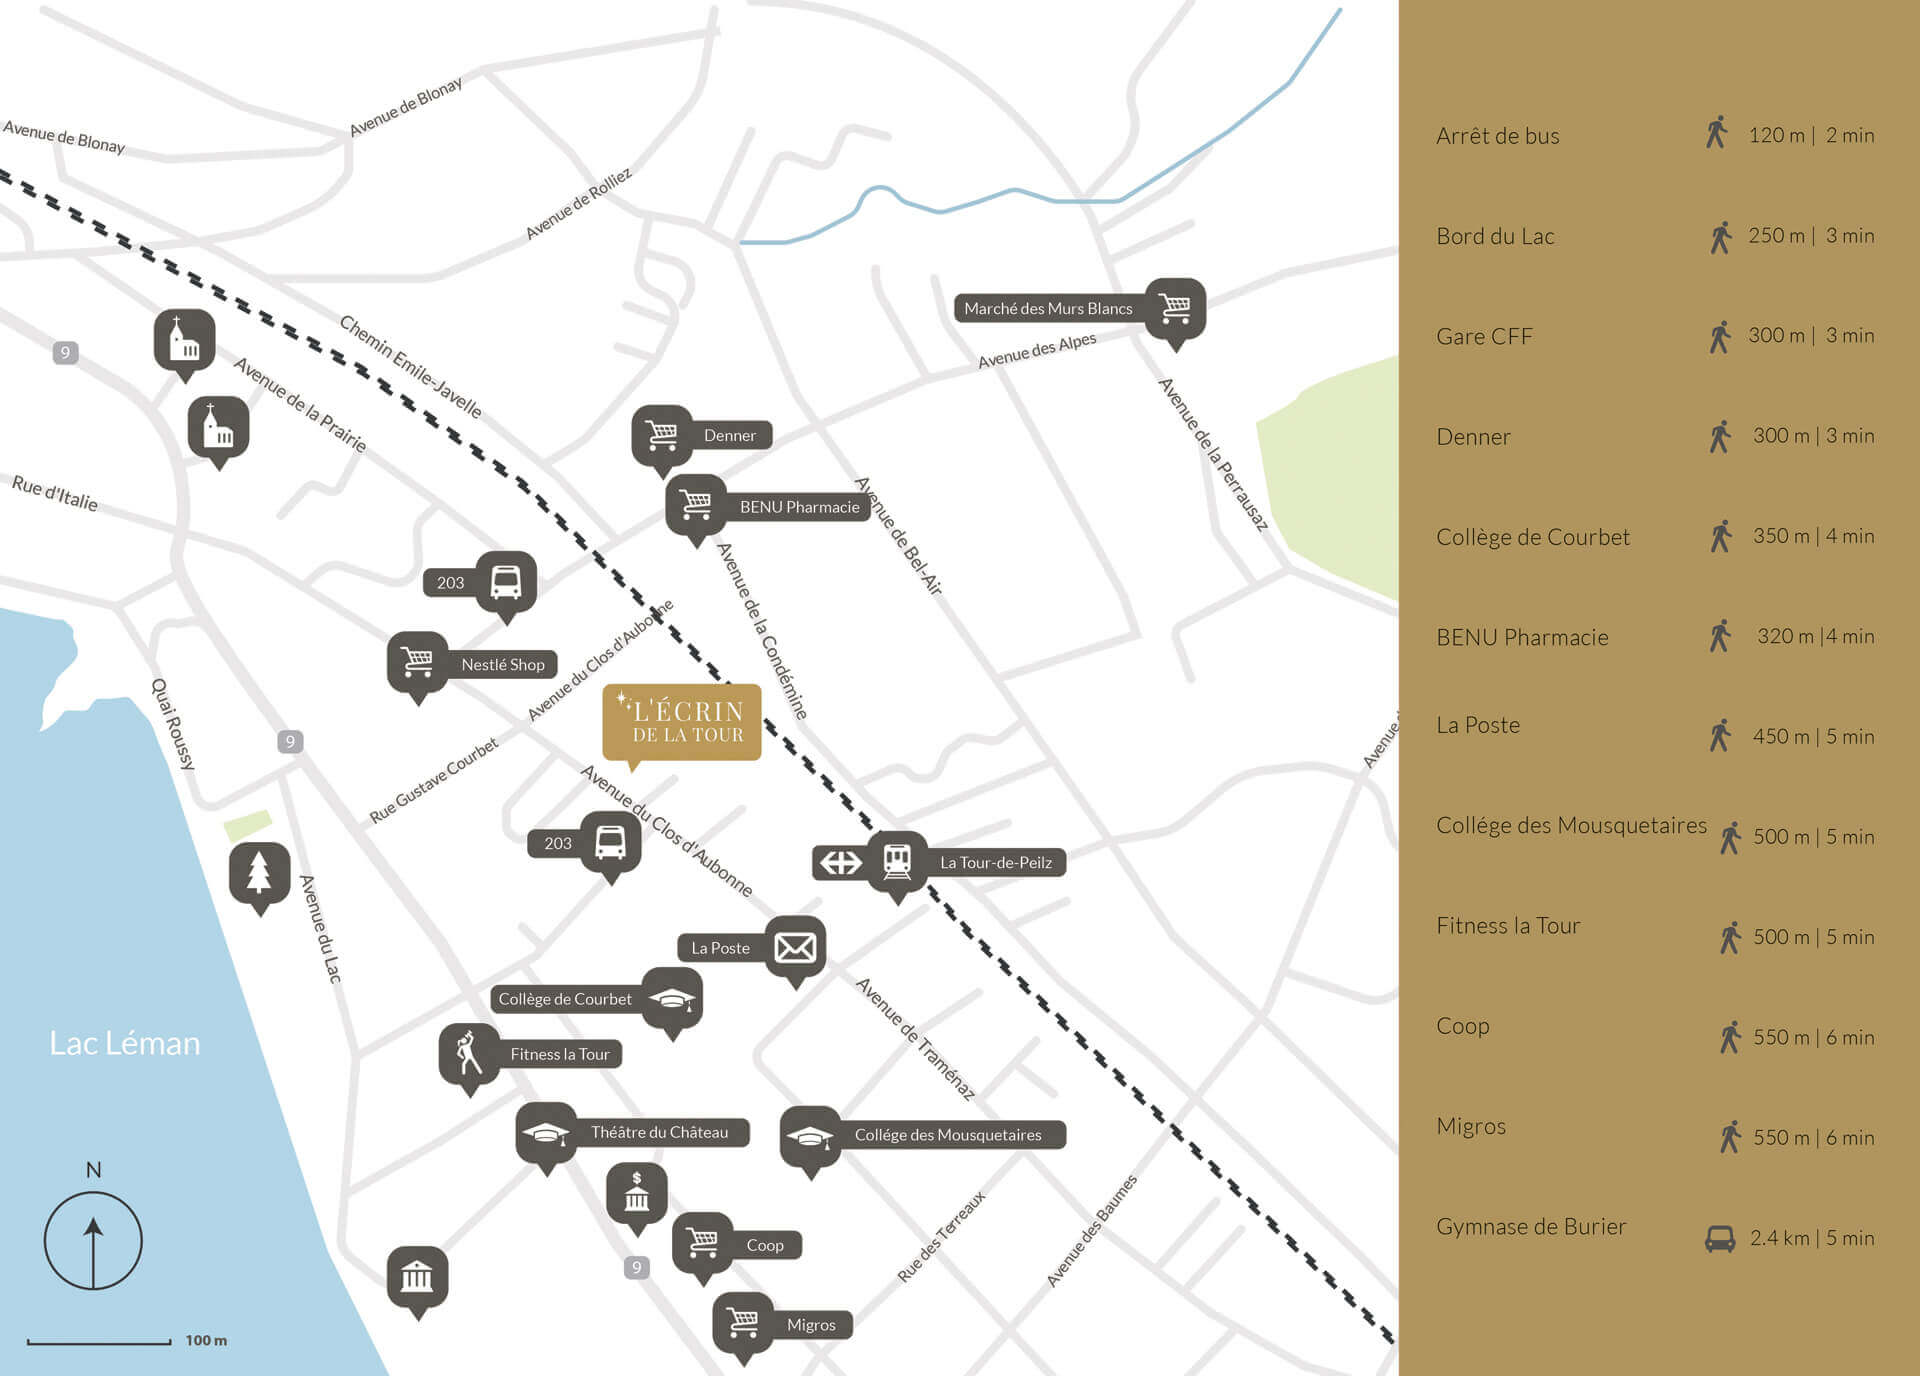 Avenue de Blonay
Avenue de Blonay
Avenue de Rolliez
Chemin Emile-Javelle
Marché des Murs Blancs
Avenue des Alpes
9
Avenue de la Prairie
Avenue de la Perrausaz
Denner
Rue d'Italie
BENU Pharmacie
Avenue de Bel-Air
203
Avenue de la Condémine
Avenue du Clos d'Aubonne
Nestlé Shop
Quai Roussy
L'ÉCRIN
DE LA TOUR
9
Rue Gustave Courbet
Avenue
Avenue du Clos d'Aubonne
203
La Tour-de-Peilz
Avenue du Lac
La Poste
Collège de Courbet
Avenue de Traménaz
Lac Léman
Fitness la Tour
Théâtre du Château
Collége des Mousquetaires
N
$
Rue des Terreaux
Avenue des Baumes
Coop
9
Migros
100 m
Arrêt de bus 120 m | 2 min
Bord du Lac 250 m | 3 min
Gare CFF 300 m | 3 min
Denner 300 m | 3 min
Collège de Courbet 350 m | 4 min
BENU Pharmacie 320 m |4 min
La Poste 450 m | 5 min
Collége des Mousquetaires 500 m | 5 min
Fitness la Tour 500 m | 5 min
Coop 550 m | 6 min
Migros 550 m | 6 min
Gymnase de Burier 2.4 km | 5 min